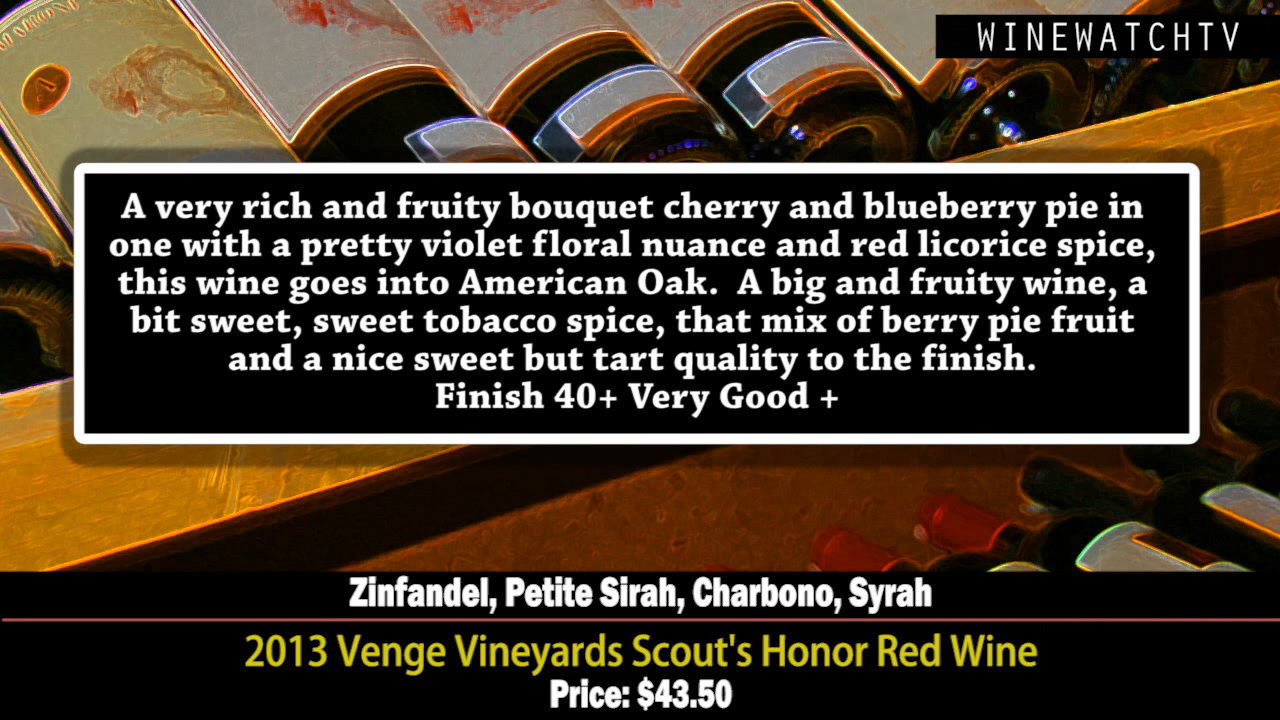 WINEWATCHTV
A very rich and fruity bouquet cherry and blueberry pie in
one with a pretty violet floral nuance and red licorice spice,
this wine goes into American Oak.  A big and fruity wine, a
bit sweet, sweet tobacco spice, that mix of berry pie fruit
and a nice sweet but tart quality to the finish.
Finish 40+ Very Good +
Zinfandel, Petite Sirah, Charbono, Syrah
2013 Venge Vineyards Scout's Honor Red Wine
Price: $43.50